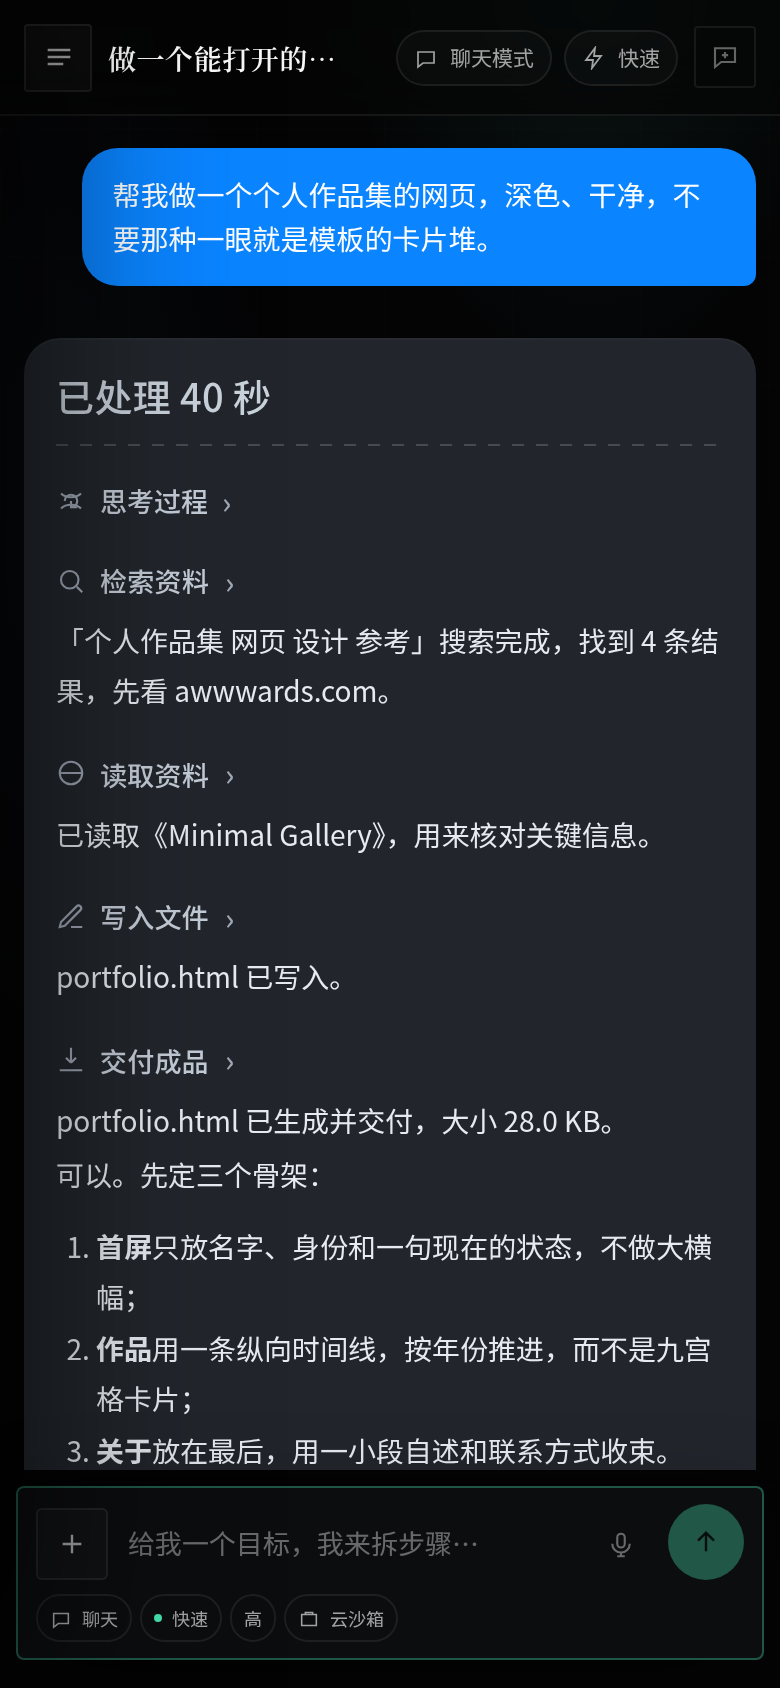 做一个能打开的…
聊天模式
快速
帮我做一个个人作品集的网页，深色、干净，不
要那种一眼就是模板的卡片堆。
已处理 40 秒
思考过程 ›
检索资料 ›
「个人作品集 网页 设计 参考」搜索完成，找到 4 条结
果，先看 awwwards.com。
读取资料 ›
已读取《Minimal Gallery》，用来核对关键信息。
写入文件 ›
portfolio.html 已写入。
交付成品 ›
portfolio.html 已生成并交付，大小 28.0 KB。
可以。先定三个骨架：
1. 首屏只放名字、身份和一句现在的状态，不做大横
幅；
2. 作品用一条纵向时间线，按年份推进，而不是九宫
格卡片；
3. 关于放在最后，用一小段自述和联系方式收束。
给我一个目标，我来拆步骤…
聊天
快速
高
云沙箱